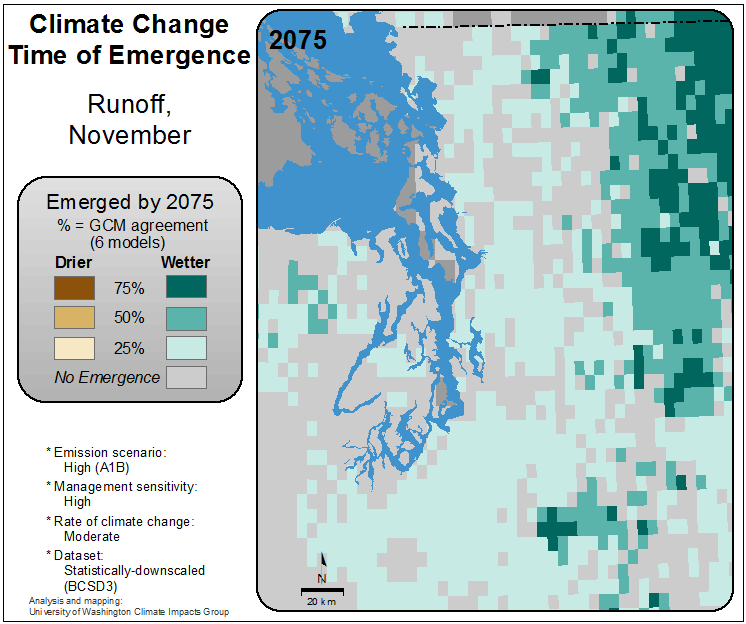 Climate Change
Time of Emergence
Runoff,
November
Emerged by 2075
% = GCM agreement
(6 models)
Drier Wetter
75%
50%
25%
No Emergence
* Emission scenario:
High (A1B)
* Management sensitivity:
High
* Rate of climate change:
Moderate
* Dataset:
Statistically-downscaled
(BCSD3)
Analysis and mapping:
University of Washington Climate Impacts Group
2075
N
20 km